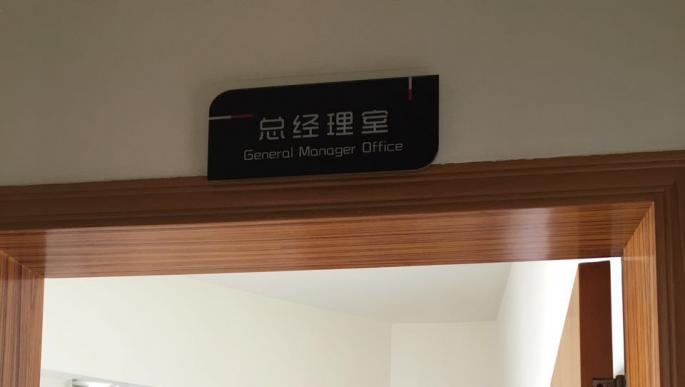 总经理室
General Manager Office